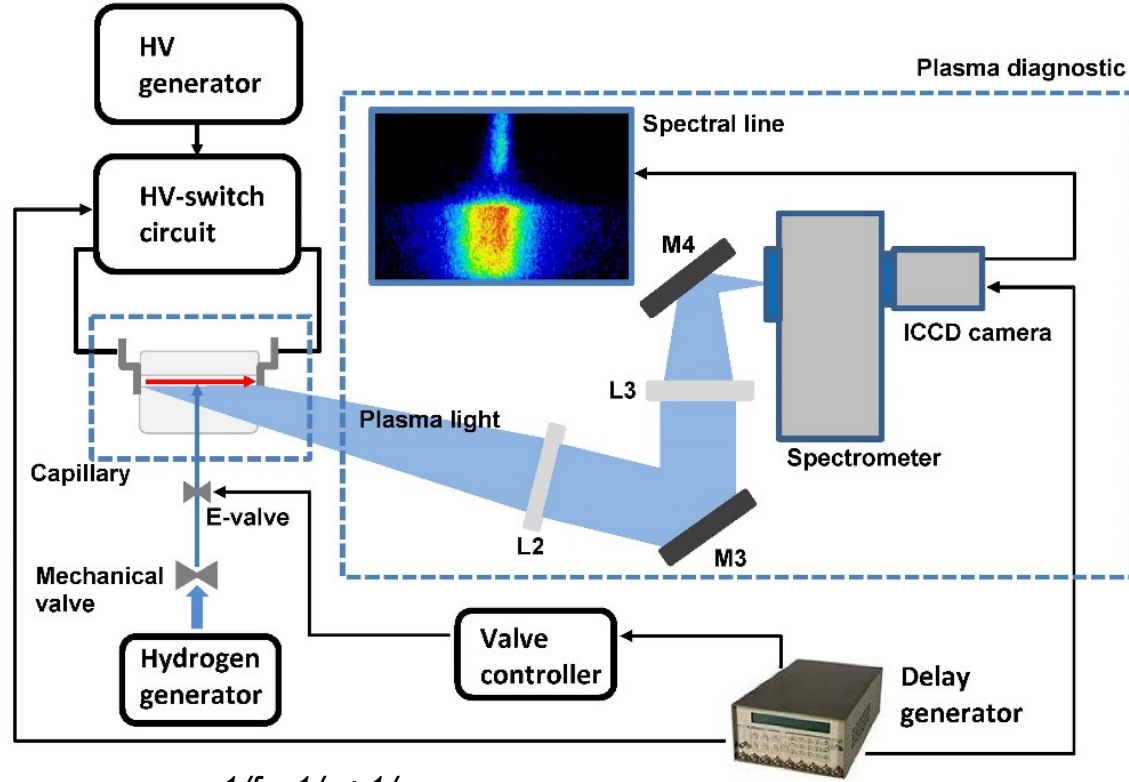 HV
generator
Plasma diagnostic
Spectral line
HV-switch
circuit
M4
ICCD camera
L3
Plasma light
Spectrometer
Capillary
E-valve
L2
M3
Mechanical
valve
Valve
controller
Hydrogen
generator
Delay
generator